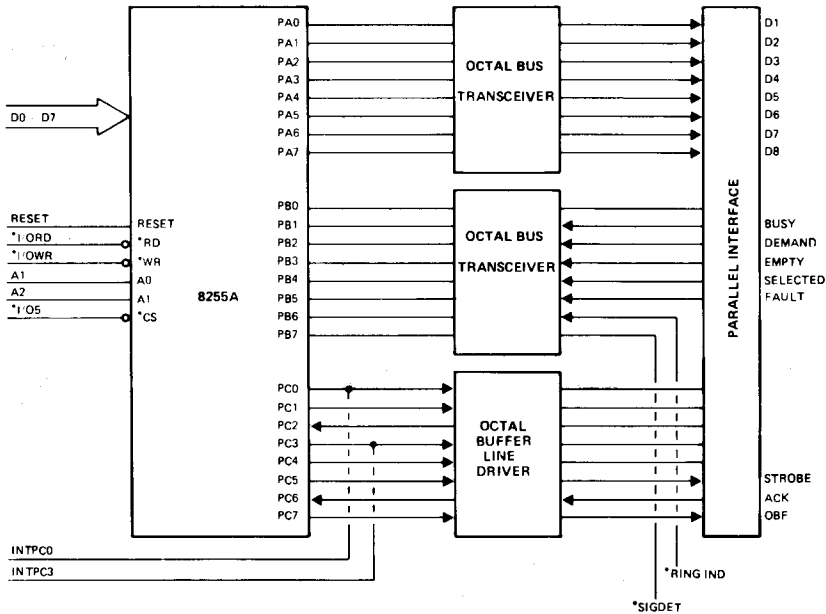 D0 - D7
RESET
*I/ORD
*I/OWR
A1
A2
*I/O5
RESET
*RD
*WR
A0
A1
*CS
8255A
PA0
PA1
PA2
PA3
PA4
PA5
PA6
PA7
PB0
PB1
PB2
PB3
PB4
PB5
PB6
PB7
PC0
PC1
PC2
PC3
PC4
PC5
PC6
PC7
INTPC0
INTPC3
OCTAL BUS
TRANSCEIVER
OCTAL BUS
TRANSCEIVER
OCTAL
BUFFER
LINE
DRIVER
PARALLEL INTERFACE
D1
D2
D3
D4
D5
D6
D7
D8
BUSY
DEMAND
EMPTY
SELECTED
FAULT
STROBE
ACK
OBF
*RING IND
*SIGDET